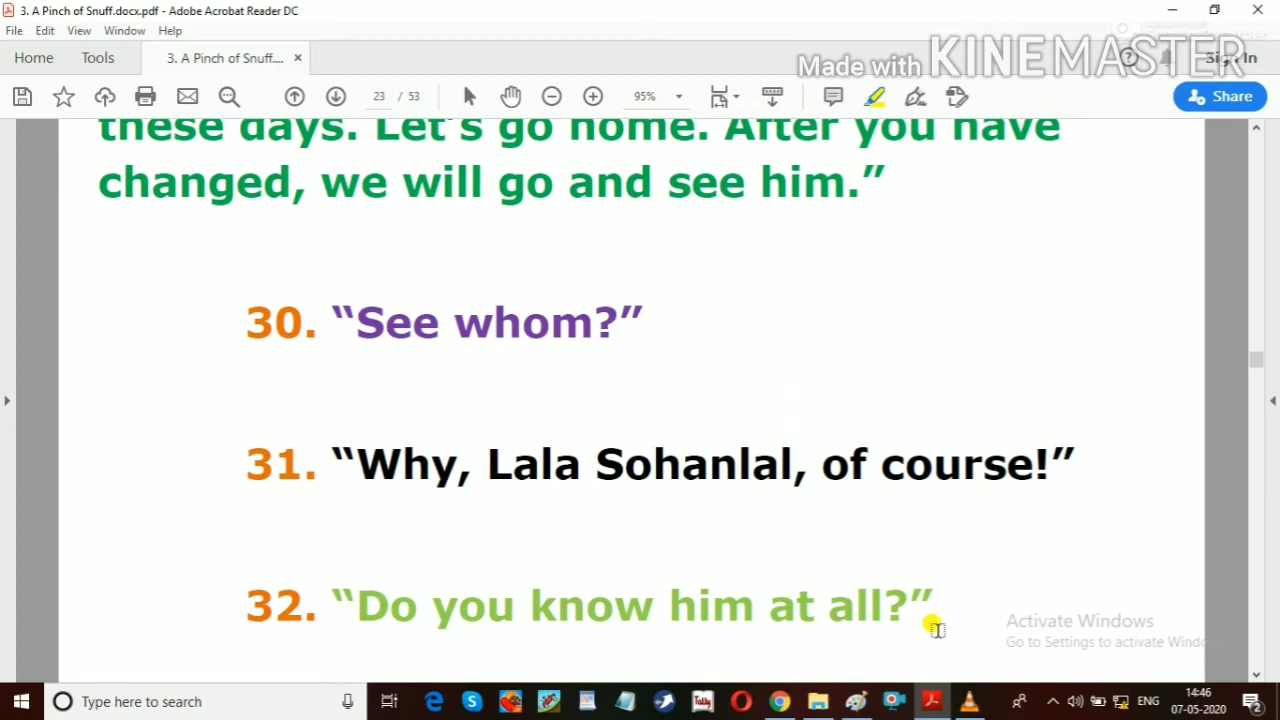 3. A Pinch of Snuff.docx.pdf - Adobe Acrobat Reader DC
File Edit View Window Help
Home Tools 3. A Pinch of Snuff.... × Sign In
Made with KINEMASTER
23 / 53 95% Share
these days. Let's go home. After you have
changed, we will go and see him.”
30. “See whom?”
31. “Why, Lala Sohanlal, of course!”
32. “Do you know him at all?”
Activate Windows
Go to Settings to activate Windows.
Type here to search
Tally
ENG
14:46
07-05-2020
2